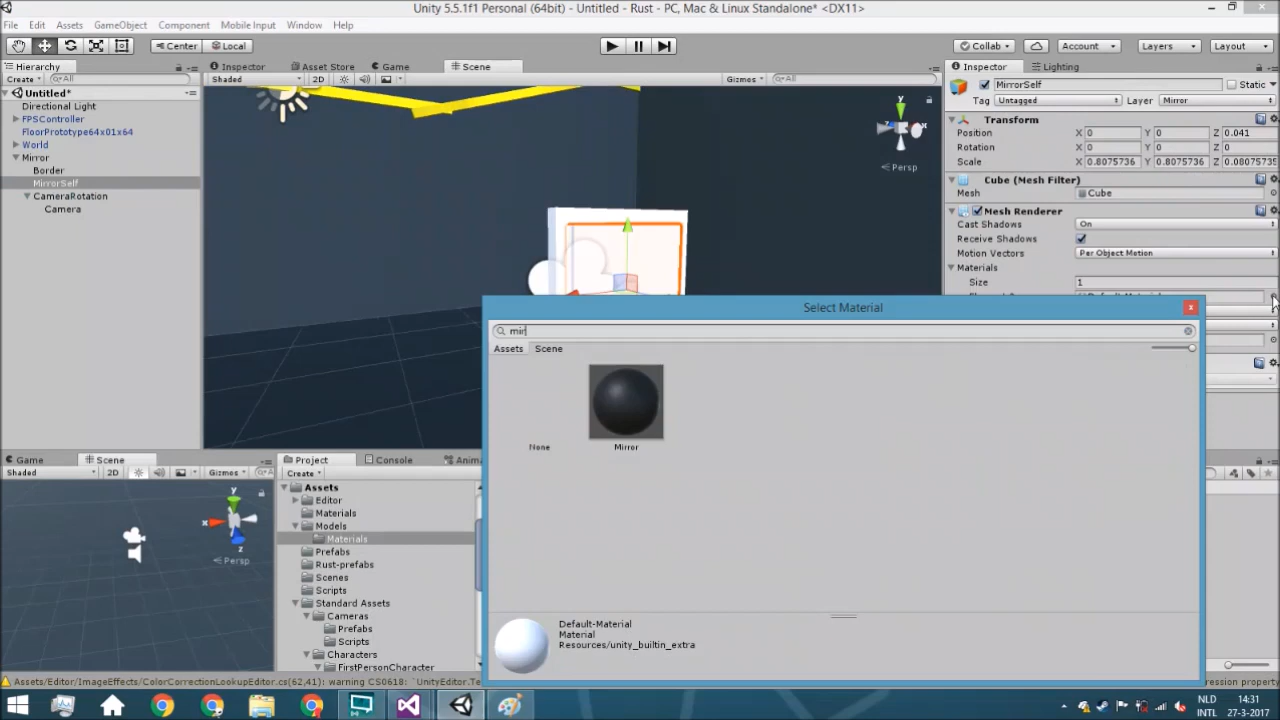 Unity 5.5.1f1 Personal (64bit) - Untitled - Rust - PC, Mac & Linux Standalone* <DX11>
File Edit Assets GameObject Component Mobile Input Window Help
Center Local Collab Account Layers Layout
Hierarchy Inspector Asset Store Game Scene Inspector Lighting
Create All Shaded 2D Gizmos All
Untitled* MirrorSelf Static
Directional Light Tag Untagged Layer Mirror
FPSController Transform
FloorPrototype64x01x64 Position X 0 Y 0 Z 0.041
World Rotation X 0 Y 0 Z 0
Mirror Scale X 0.8075736 Y 0.8075736 Z 0.0807573
Border Cube (Mesh Filter)
MirrorSelf Mesh Cube
CameraRotation Mesh Renderer
Camera Cast Shadows On
Receive Shadows
Motion Vectors Per Object Motion
Materials
Size 1
y
x
Persp
Select Material
mir
Assets Scene
None Mirror
Default-Material
Material
Resources/unity_builtin_extra
Game Scene Project Console Anima
Shaded 2D Gizmos Create
y
x
z
Persp
Assets
Editor
Materials
Models
Materials
Prefabs
Rust-prefabs
Scenes
Scripts
Standard Assets
Cameras
Prefabs
Scripts
Characters
FirstPersonCharacter
Assets/Editor/ImageEffects/ColorCorrectionLookupEditor.cs(62,41): warning CS0618: `UnityEditor.Te
pression property
NLD 14:31
INTL 27-3-2017